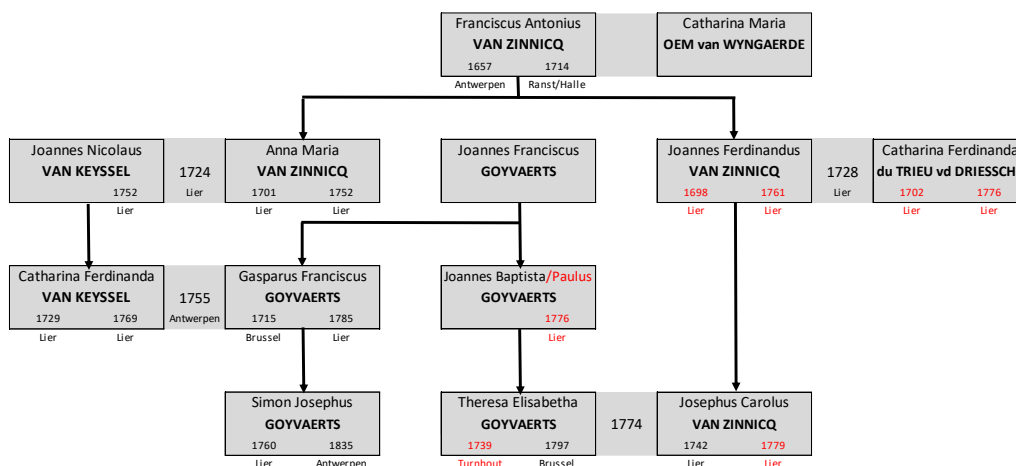 Franciscus Antonius
VAN ZINNICQ
1657 1714
Antwerpen Ranst/Halle
Catharina Maria
OEM van WYNGAERDE
Joannes Nicolaus
VAN KEYSSEL
1752
Lier
1724
Lier
Anna Maria
VAN ZINNICQ
1701 1752
Lier Lier
Joannes Franciscus
GOYVAERTS
Joannes Ferdinandus
VAN ZINNICQ
1698 1761
Lier Lier
1728
Lier
Catharina Ferdinanda
du TRIEU vd DRIESSCH
1702 1776
Lier Lier
Catharina Ferdinanda
VAN KEYSSEL
1729 1769
Lier Lier
1755
Antwerpen
Gasparus Franciscus
GOYVAERTS
1715 1785
Brussel Lier
Joannes Baptista/Paulus
GOYVAERTS
1776
Lier
Simon Josephus
GOYVAERTS
1760 1835
Lier Antwerpen
Theresa Elisabetha
GOYVAERTS
1739 1797
Turnhout Brussel
1774
Josephus Carolus
VAN ZINNICQ
1742 1779
Lier Lier